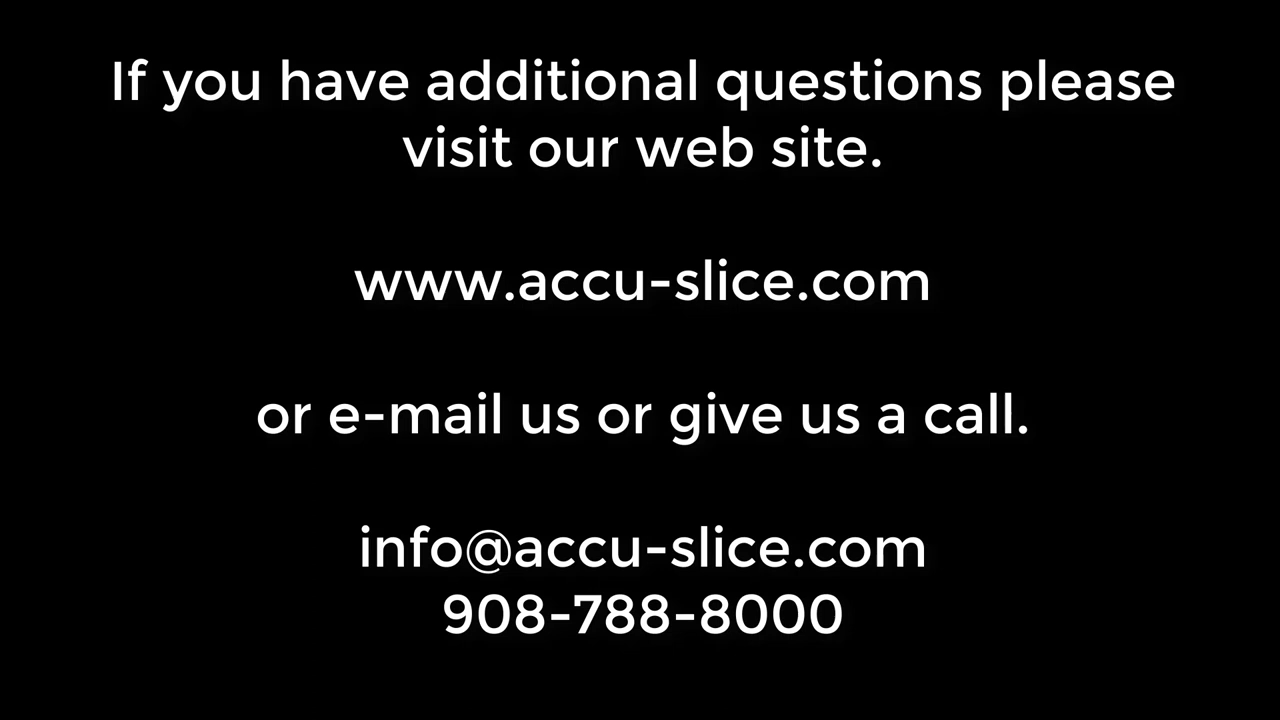 If you have additional questions please
visit our web site.
www.accu-slice.com
or e-mail us or give us a call.
info@accu-slice.com
908-788-8000